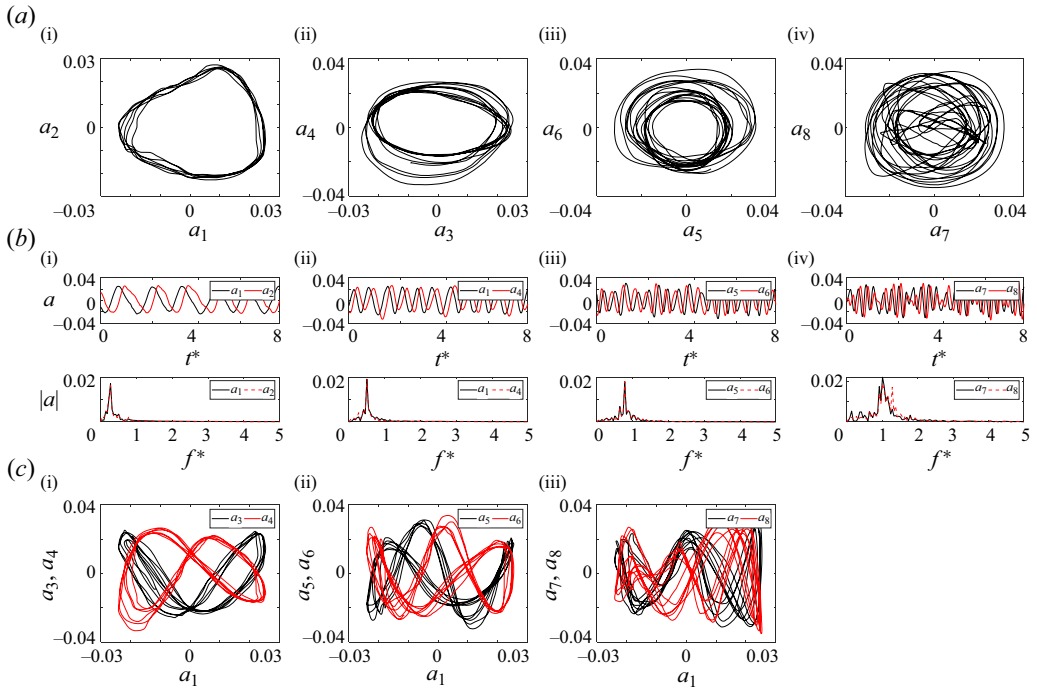 (a)
(i) (ii) (iii) (iv)
0.03 0.04 0.04 0.04
a2 0 a4 0 a6 0 a8 0
–0.03 –0.04 –0.04 –0.04
–0.03 0 0.03 –0.03 0 0.03 –0.03 0 0.04 –0.03 0 0.04
a1 a3 a5 a7
(b)
(i) (ii) (iii) (iv)
0.04 a1 a2 0.04 a1 a4 0.04 a5 a6 0.04 a7 a8
a 0 0 0 0
–0.04 –0.04 –0.04 –0.04
0 4 8 0 2 4 6 8 0 4 8 0 4 8
t* t* t* t*
0.02 a1 a2 0.02 a1 a4 0.02 a5 a6 0.02 a7 a8
|a|
0 1 2 3 4 5 0 1 2 3 4 5 0 1 2 3 4 5 0 1 2 3 4 5
f* f* f* f*
(c)
(i) (ii) (iii)
0.04 a3 a4 0.04 a5 a6 0.04 a7 a8
a3, a4 0 a5, a6 0 a7, a8 0
–0.04 –0.04 –0.04
–0.03 0 0.03 –0.03 0 0.03 –0.03 0 0.03
a1 a1 a1